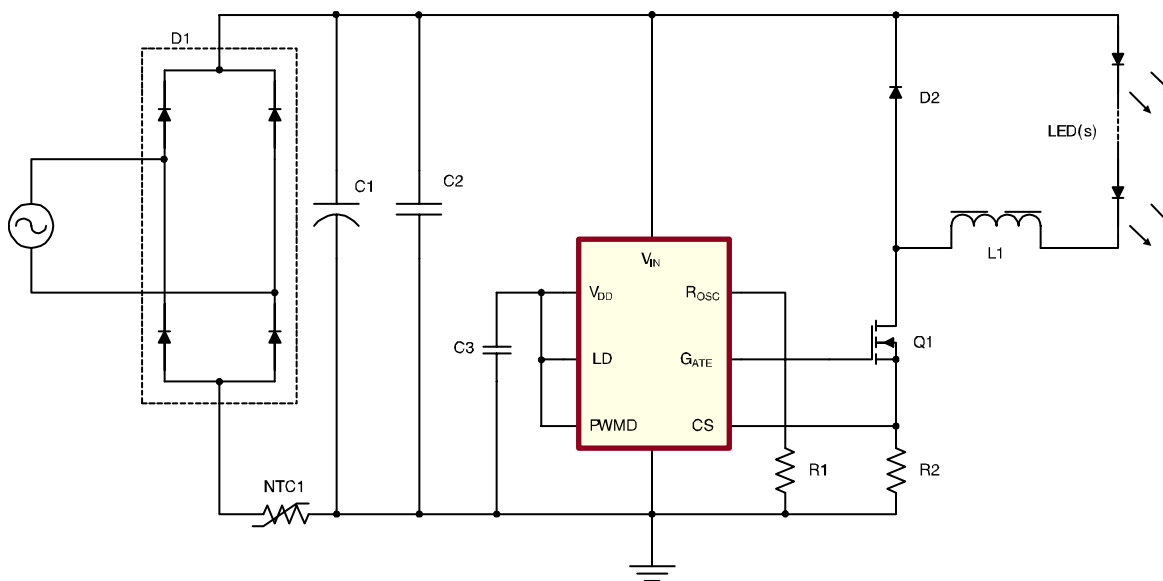 D1
C1
C2
D2
LED(s)
L1
VIN
VDD
ROSC
C3
LD
GATE
Q1
PWMD
CS
R1
R2
NTC1